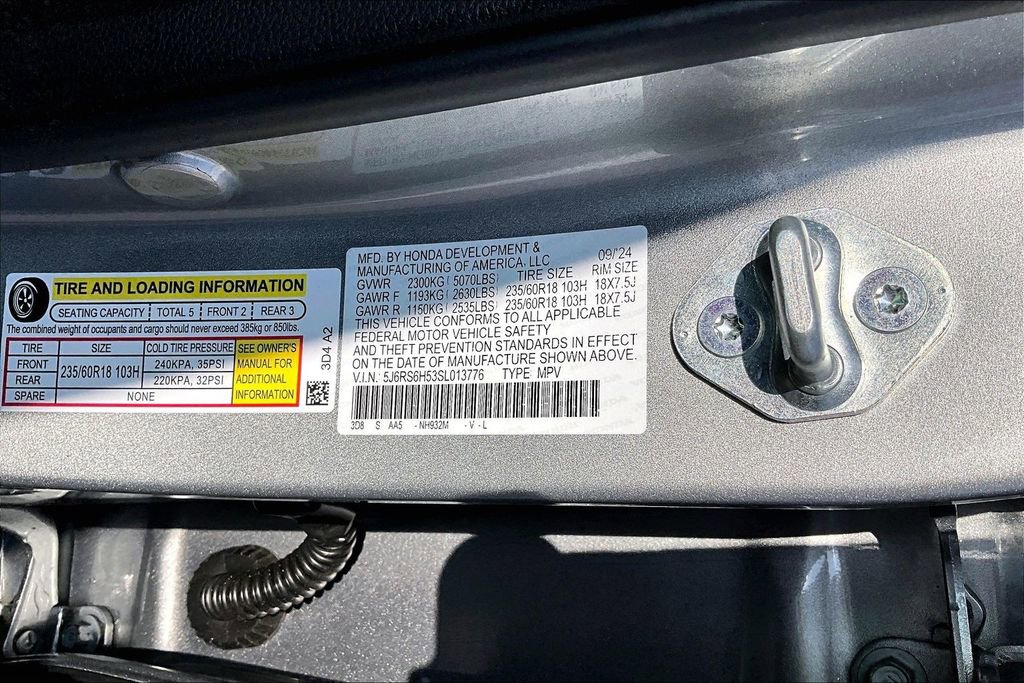 TIRE AND LOADING INFORMATION
SEATING CAPACITY TOTAL 5 FRONT 2 REAR 3
The combined weight of occupants and cargo should never exceed 385kg or 850lbs.
TIRE SIZE COLD TIRE PRESSURE SEE OWNER'S
FRONT 235/60R18 103H 240KPA, 35PSI MANUAL FOR
REAR 220KPA, 32PSI ADDITIONAL
SPARE NONE INFORMATION
3D4 A2
MFD. BY HONDA DEVELOPMENT & 09/'24
MANUFACTURING OF AMERICA, LLC
GVWR 2300KG( 5070LBS) TIRE SIZE RIM SIZE
GAWR F 1193KG( 2630LBS) 235/60R18 103H 18X7.5J
GAWR R 1150KG( 2535LBS) 235/60R18 103H 18X7.5J
THIS VEHICLE CONFORMS TO ALL APPLICABLE
FEDERAL MOTOR VEHICLE SAFETY
AND THEFT PREVENTION STANDARDS IN EFFECT
ON THE DATE OF MANUFACTURE SHOWN ABOVE.
V.I.N.: 5J6RS6H53SL013776 TYPE MPV
3D8 S AA5 - NH932M - V - L